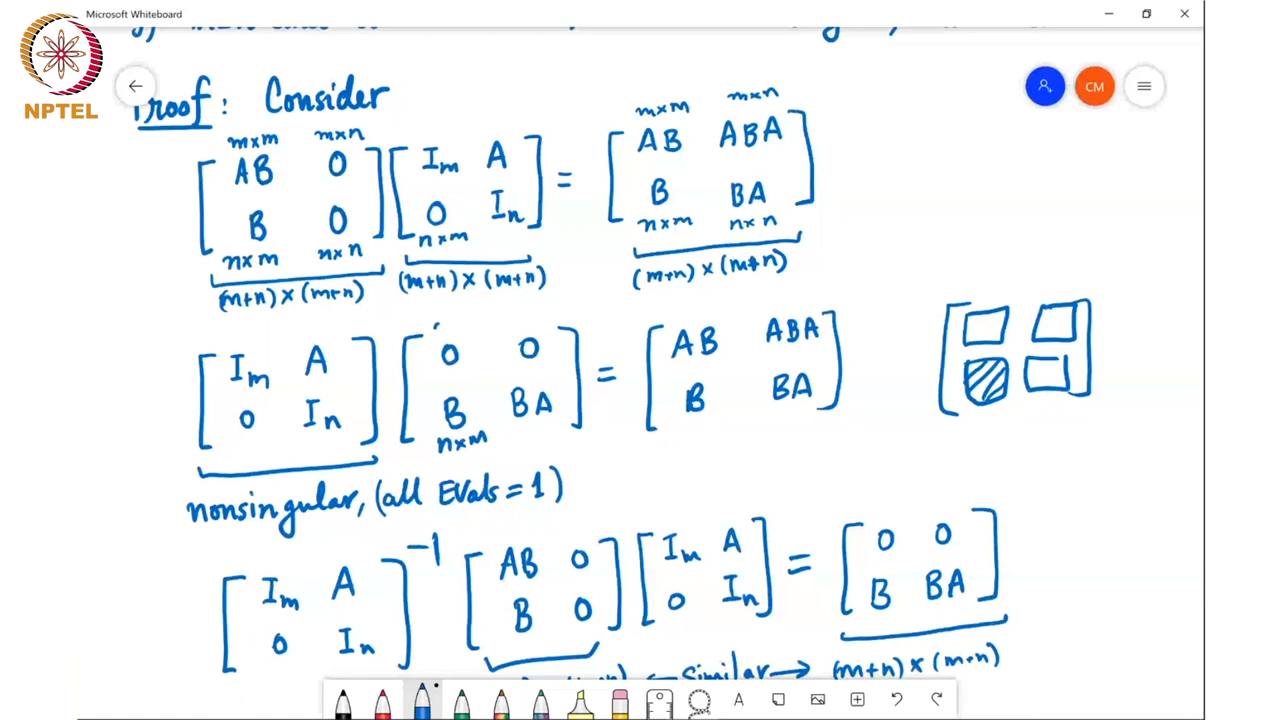 Microsoft Whiteboard
NPTEL
CM
Proof : Consider
m×m m×n m×m m×n
[AB 0] [Im A] = [AB ABA]
[B 0] [0 In] [B BA]
n×m n×n n×m n×m n×n
(m+n) × (m+n) (m+n) × (m+n) (m+n) × (m+n)
[Im A] [0 0] = [AB ABA]
[0 In] [B BA] [B BA]
n×m
nonsingular, (all EVals = 1)
[Im A]⁻¹ [AB 0] [Im A] = [0 0]
[0 In] [B 0] [0 In] [B BA]
← similar → (m+n) × (m+n)
A